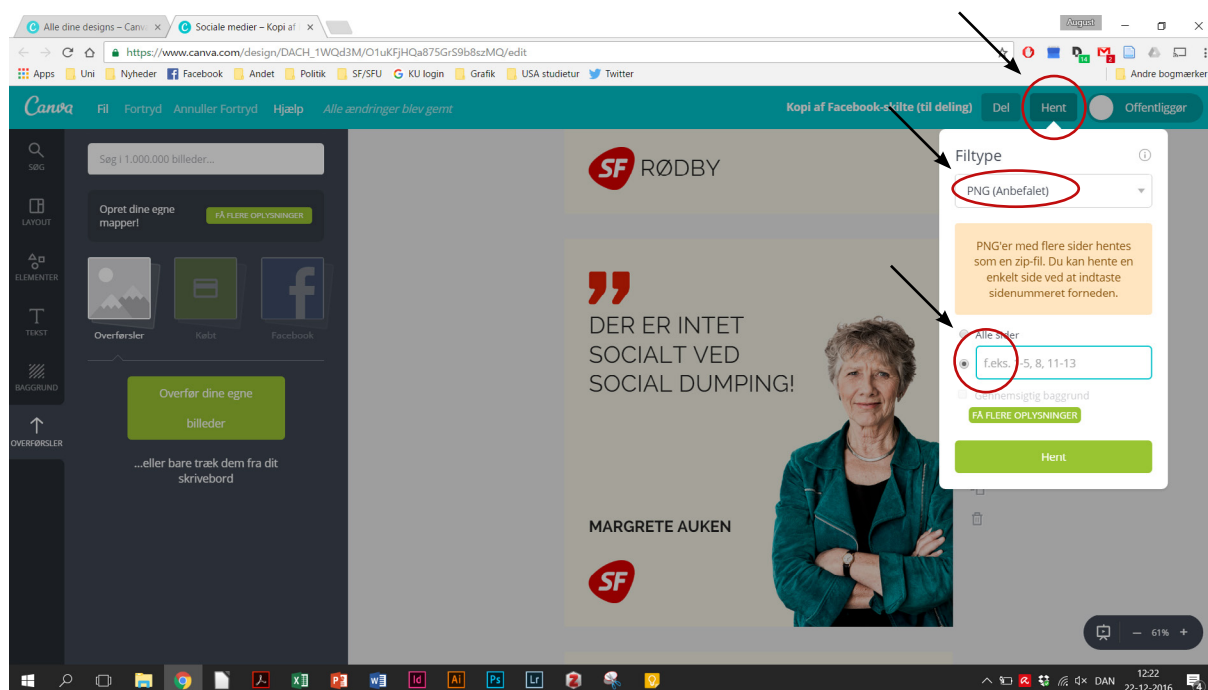 Alle dine designs – Canv
Sociale medier – Kopi af
August
https://www.canva.com/design/DACH_1WQd3M/O1uKFjHQa875GrS9b8szMQ/edit
Apps Uni Nyheder Facebook Andet Politik SF/SFU KU login Grafik USA studietur Twitter Andre bogmærker
Canva Fil Fortryd Annuller Fortryd Hjælp Alle ændringer blev gemt Kopi af Facebook-skilte (til deling) Del Hent Offentliggør
SØG
LAYOUT
ELEMENTER
TEKST
BAGGRUND
OVERFØRSLER
Søg i 1.000.000 billeder...
Opret dine egne
mapper!
FÅ FLERE OPLYSNINGER
Overførsler Købt Facebook
Overfør dine egne
billeder
...eller bare træk dem fra dit
skrivebord
SF RØDBY
DER ER INTET
SOCIALT VED
SOCIAL DUMPING!
MARGRETE AUKEN
SF
Filtype
PNG (Anbefalet)
PNG'er med flere sider hentes
som en zip-fil. Du kan hente en
enkelt side ved at indtaste
sidenummeret forneden.
Alle sider
f.eks. 1-5, 8, 11-13
Gennemsigtig baggrund
FÅ FLERE OPLYSNINGER
Hent
61%
DAN
12:22
22-12-2016